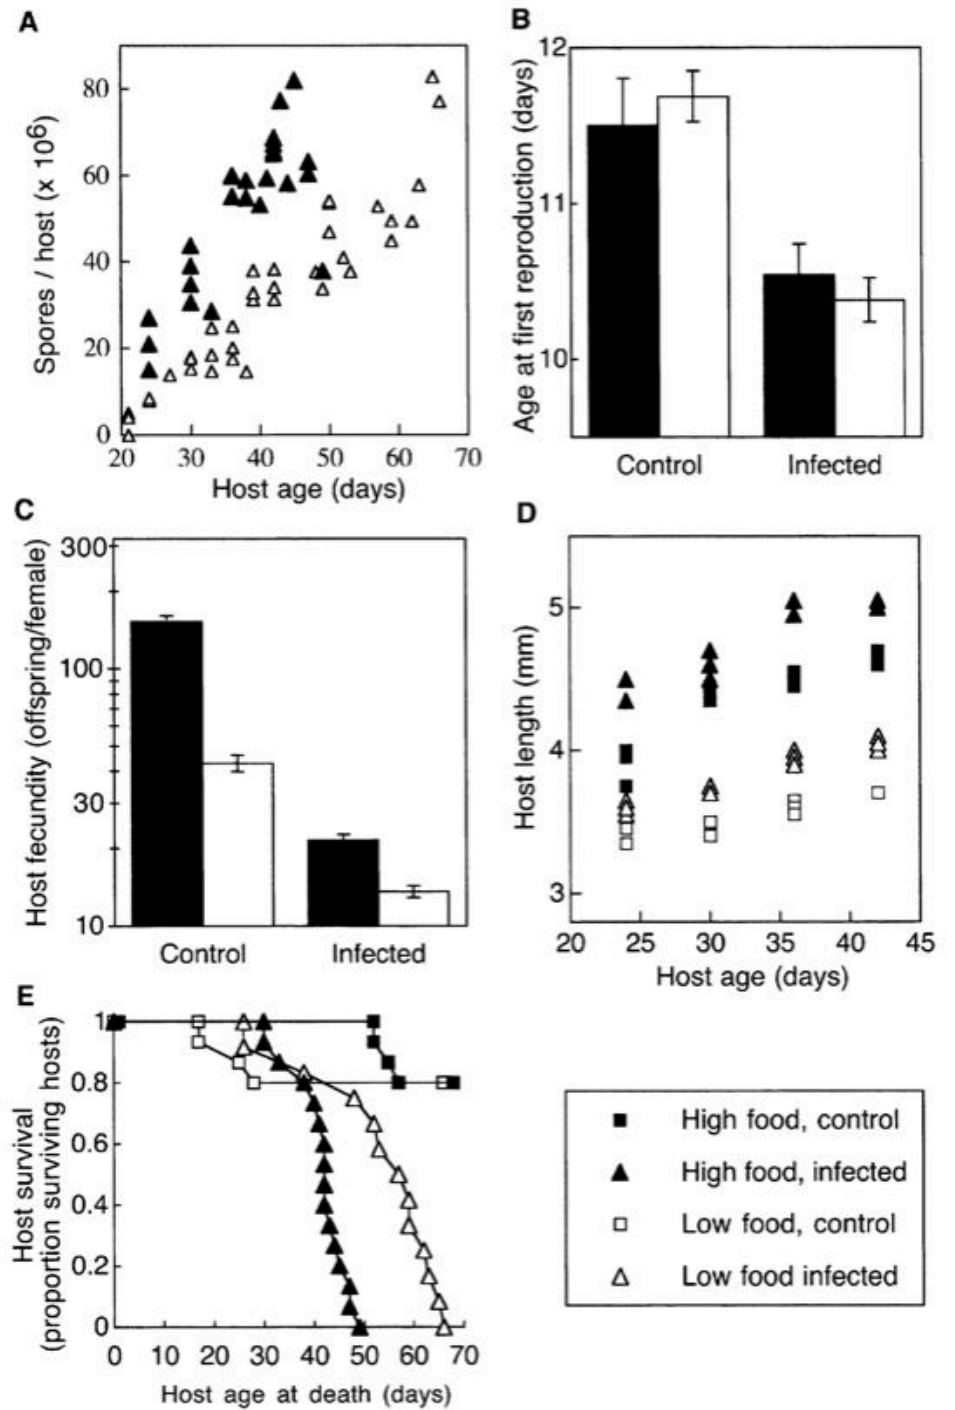 A
Spores / host (x 10⁶)
80
60
40
20
0
20 30 40 50 60 70
Host age (days)
B
Age at first reproduction (days)
12
11
10
Control Infected
C
Host fecundity (offspring/female)
300
100
30
10
Control Infected
D
Host length (mm)
5
4
3
20 25 30 35 40 45
Host age (days)
E
Host survival
(proportion surviving hosts)
1
0.8
0.6
0.4
0.2
0
0 10 20 30 40 50 60 70
Host age at death (days)
High food, control
High food, infected
Low food, control
Low food infected